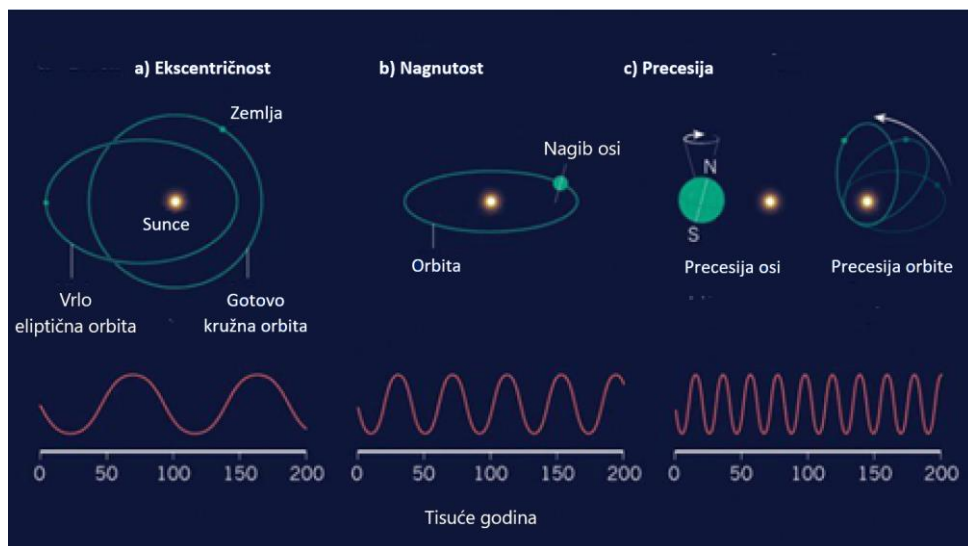 a) Ekscentričnost
b) Nagnutost
c) Precesija
Zemlja
Sunce
Vrlo
eliptična orbita
Gotovo
kružna orbita
Nagib osi
Orbita
N
S
Precesija osi
Precesija orbite
0 50 100 150 200
0 50 100 150 200
0 50 100 150 200
Tisuće godina